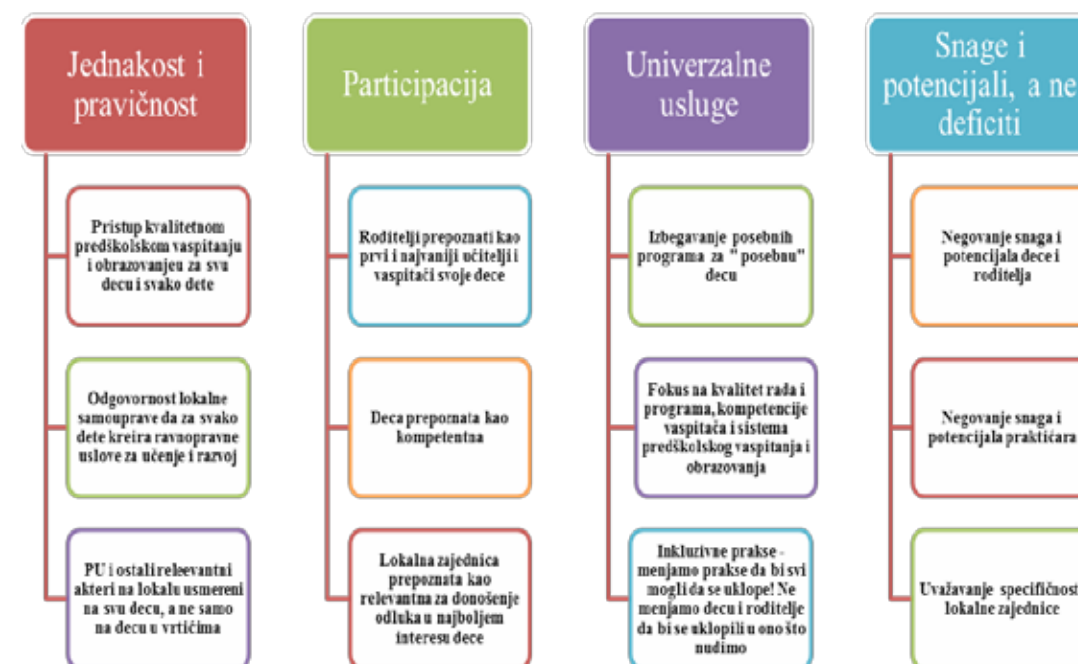 Jednakost i
pravičnost
Pristup kvalitetnom
predškolskom vaspitanju
i obrazovanjeu za svu
decu i svako dete
Odgovornost lokalne
samouprave da za svako
dete kreira ravnopravne
uslove za učenje i razvoj
PU i ostali releevantni
akteri na lokalu usmereni
na svu decu, a ne samo
na decu u vrtićima
Participacija
Roditelji prepoznati kao
prvi i najvaniji učitelji i
vaspitači svoje dece
Deca prepornata kao
kompetentna
Lokalna zajednica
prepoznata kao
relevantna za donošenje
odluka u najboljem
interesu dece
Univerzalne
usluge
Izbegavanje posebnih
programa za "posebnu"
decu
Fokus na kvalitet rada i
programa, kompetencije
vaspitača i sistema
predškolskog vaspitanja i
obrazovanja
Inkluzivne prakse -
menjamo prakse da bi svi
mogli da se uklope! Ne
menjamo decu i roditelje
da bi se uklopili u ono što
nudimo
Snage i
potencijali, a ne
deficiti
Negovanje snaga i
potencijala dece i
roditelja
Negovanje snaga i
potencijala praktičara
Uvažavanje specifičnost
lokalne zajednice